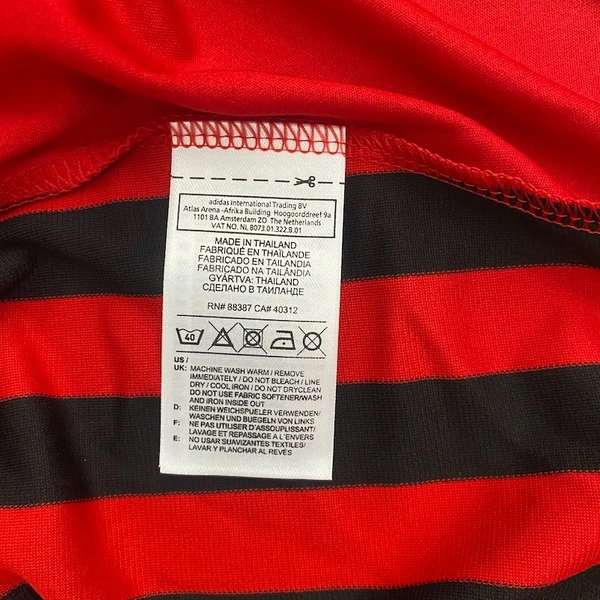 adidas International Trading BV
Atlas Arena -Afrika Building Hoogoorddreef 9a
1101 BA Amsterdam ZO The Netherlands
VAT NO. NL 8073.01.322.B.01
MADE IN THAILAND
FABRIQUÉ EN THAÏLANDE
FABRICADO EN TAILANDIA
FABRICADO NA TAILÂNDIA
GYÁRTVA: THAILAND
СДЕЛАНО В ТАИЛАНДЕ
RN# 88387 CA# 40312
40
US /
UK: MACHINE WASH WARM / REMOVE
IMMEDIATELY / DO NOT BLEACH / LINE
DRY / COOL IRON / DO NOT DRYCLEAN
DO NOT USE FABRIC SOFTENER/WASH
AND IRON INSIDE OUT
D: KEINEN WEICHSPUELER VERWENDEN/
WASCHEN UND BUEGELN VON LINKS
F: NE PAS UTILISER D'ASSOUPLISSANT/
LAVAGE ET REPASSAGE A L'ENVERS
E: NO USAR SUAVIZANTES TEXTILES/
LAVAR Y PLANCHAR AL REVÉS